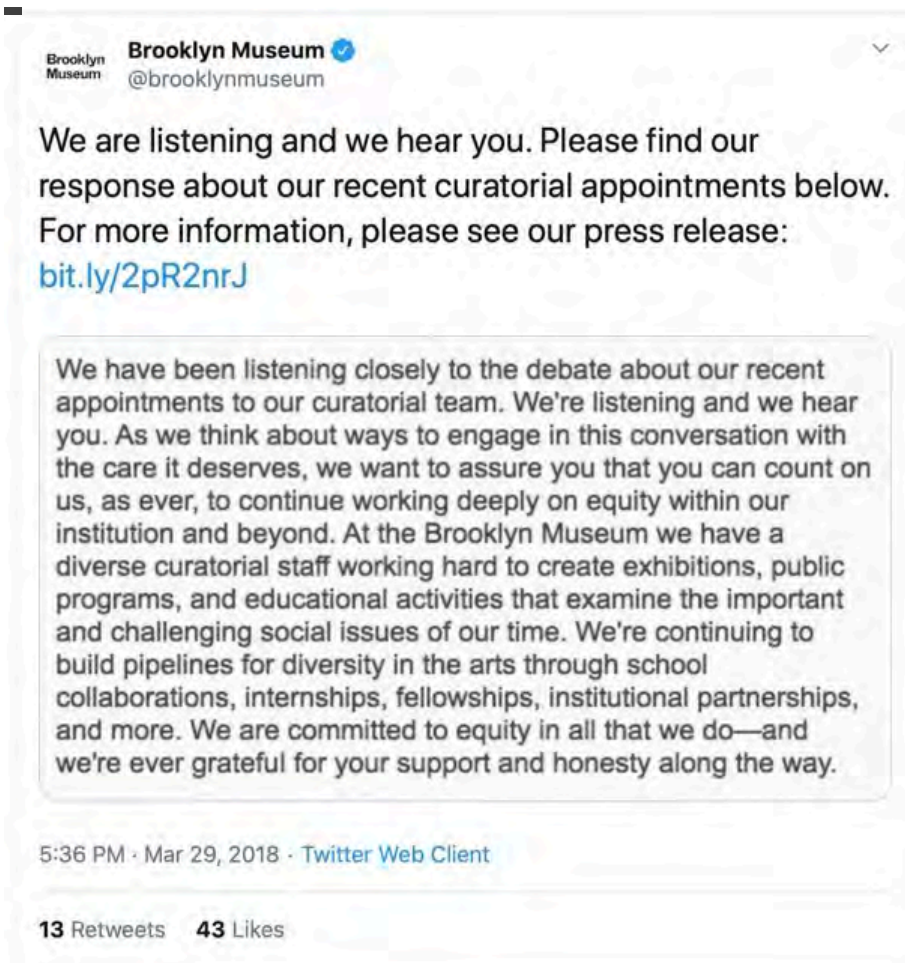 Brooklyn
Museum
Brooklyn Museum
@brooklynmuseum
We are listening and we hear you. Please find our
response about our recent curatorial appointments below.
For more information, please see our press release:
bit.ly/2pR2nrJ
We have been listening closely to the debate about our recent
appointments to our curatorial team. We're listening and we hear
you. As we think about ways to engage in this conversation with
the care it deserves, we want to assure you that you can count on
us, as ever, to continue working deeply on equity within our
institution and beyond. At the Brooklyn Museum we have a
diverse curatorial staff working hard to create exhibitions, public
programs, and educational activities that examine the important
and challenging social issues of our time. We're continuing to
build pipelines for diversity in the arts through school
collaborations, internships, fellowships, institutional partnerships,
and more. We are committed to equity in all that we do—and
we're ever grateful for your support and honesty along the way.
5:36 PM · Mar 29, 2018 · Twitter Web Client
13 Retweets 43 Likes